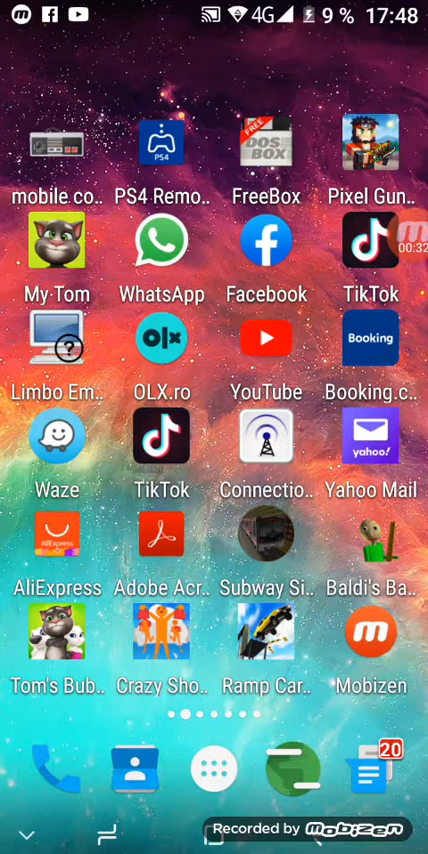 4G 9 % 17:48
mobile co.. PS4 Remo.. FreeBox Pixel Gun..
PS4
FREE
DOS
BOX
My Tom WhatsApp Facebook TikTok
00:32
olx
Booking
Limbo Em.. OLX.ro YouTube Booking.c..
yahoo!
Waze TikTok Connectio.. Yahoo Mail
AliExpress
AliExpress Adobe Acr.. Subway Si.. Baldi's Ba..
Tom's Bub.. Crazy Sho.. Ramp Car.. Mobizen
20
Recorded by mobizen